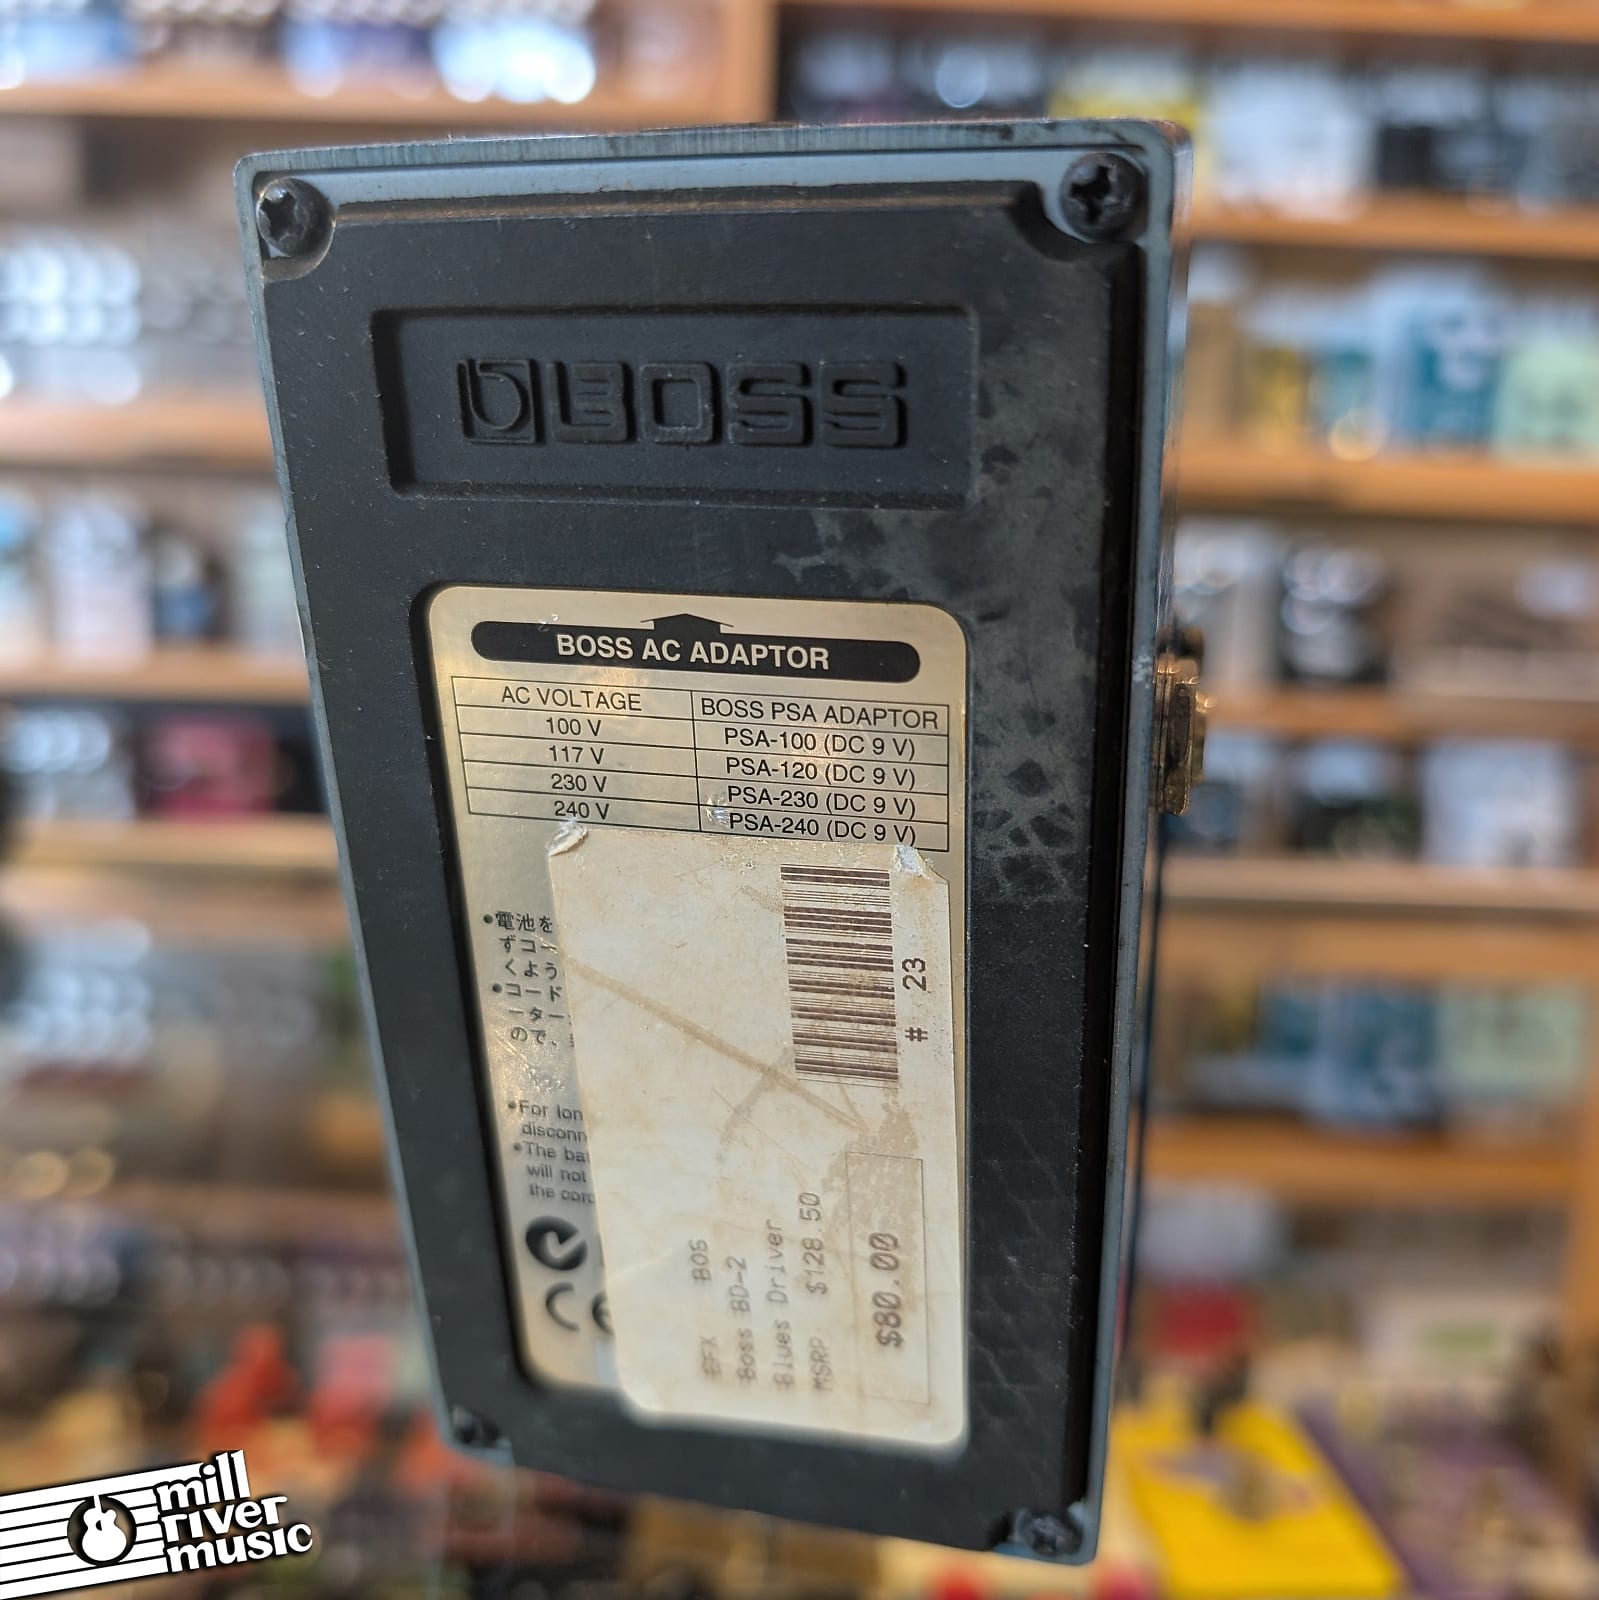 BOSS
BOSS AC ADAPTOR
AC VOLTAGE BOSS PSA ADAPTOR
100 V PSA-100 (DC 9 V)
117 V PSA-120 (DC 9 V)
230 V PSA-230 (DC 9 V)
240 V PSA-240 (DC 9 V)
•電池を
ずコー
くよう
•コード
ーター
ので、
•For lon
disconn
•The ba
will not
the cord
CE
# 23
EFX BOS
Boss BD-2
Blues Driver
MSRP. $128.50
$80.00
mill
river
music